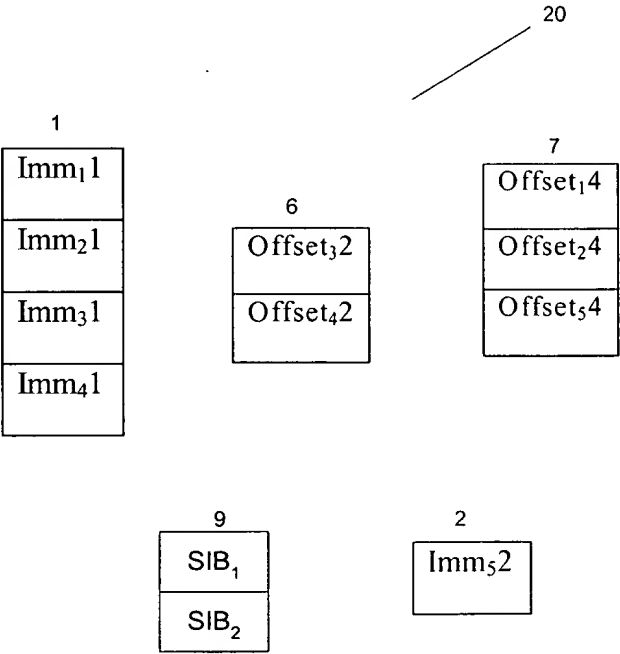 20
1
Imm₁1
Imm₂1
Imm₃1
Imm₄1
6
Offset₃2
Offset₄2
7
Offset₁4
Offset₂4
Offset₅4
9
SIB₁
SIB₂
2
Imm₅2